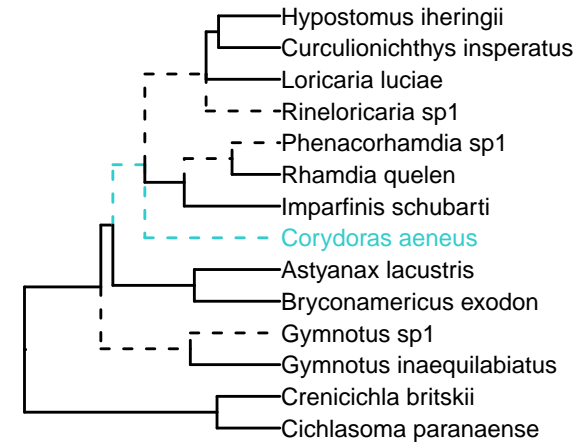 Hypostomus iheringii
Curculionichthys insperatus
Loricaria luciae
Rineloricaria sp1
Phenacorhamdia sp1
Rhamdia quelen
Imparfinis schubarti
Corydoras aeneus
Astyanax lacustris
Bryconamericus exodon
Gymnotus sp1
Gymnotus inaequilabiatus
Crenicichla britskii
Cichlasoma paranaense